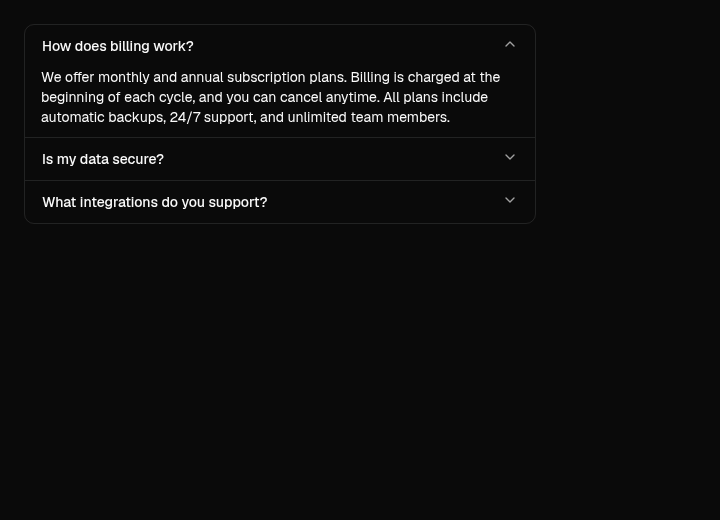 How does billing work?
We offer monthly and annual subscription plans. Billing is charged at the
beginning of each cycle, and you can cancel anytime. All plans include
automatic backups, 24/7 support, and unlimited team members.
Is my data secure?
What integrations do you support?